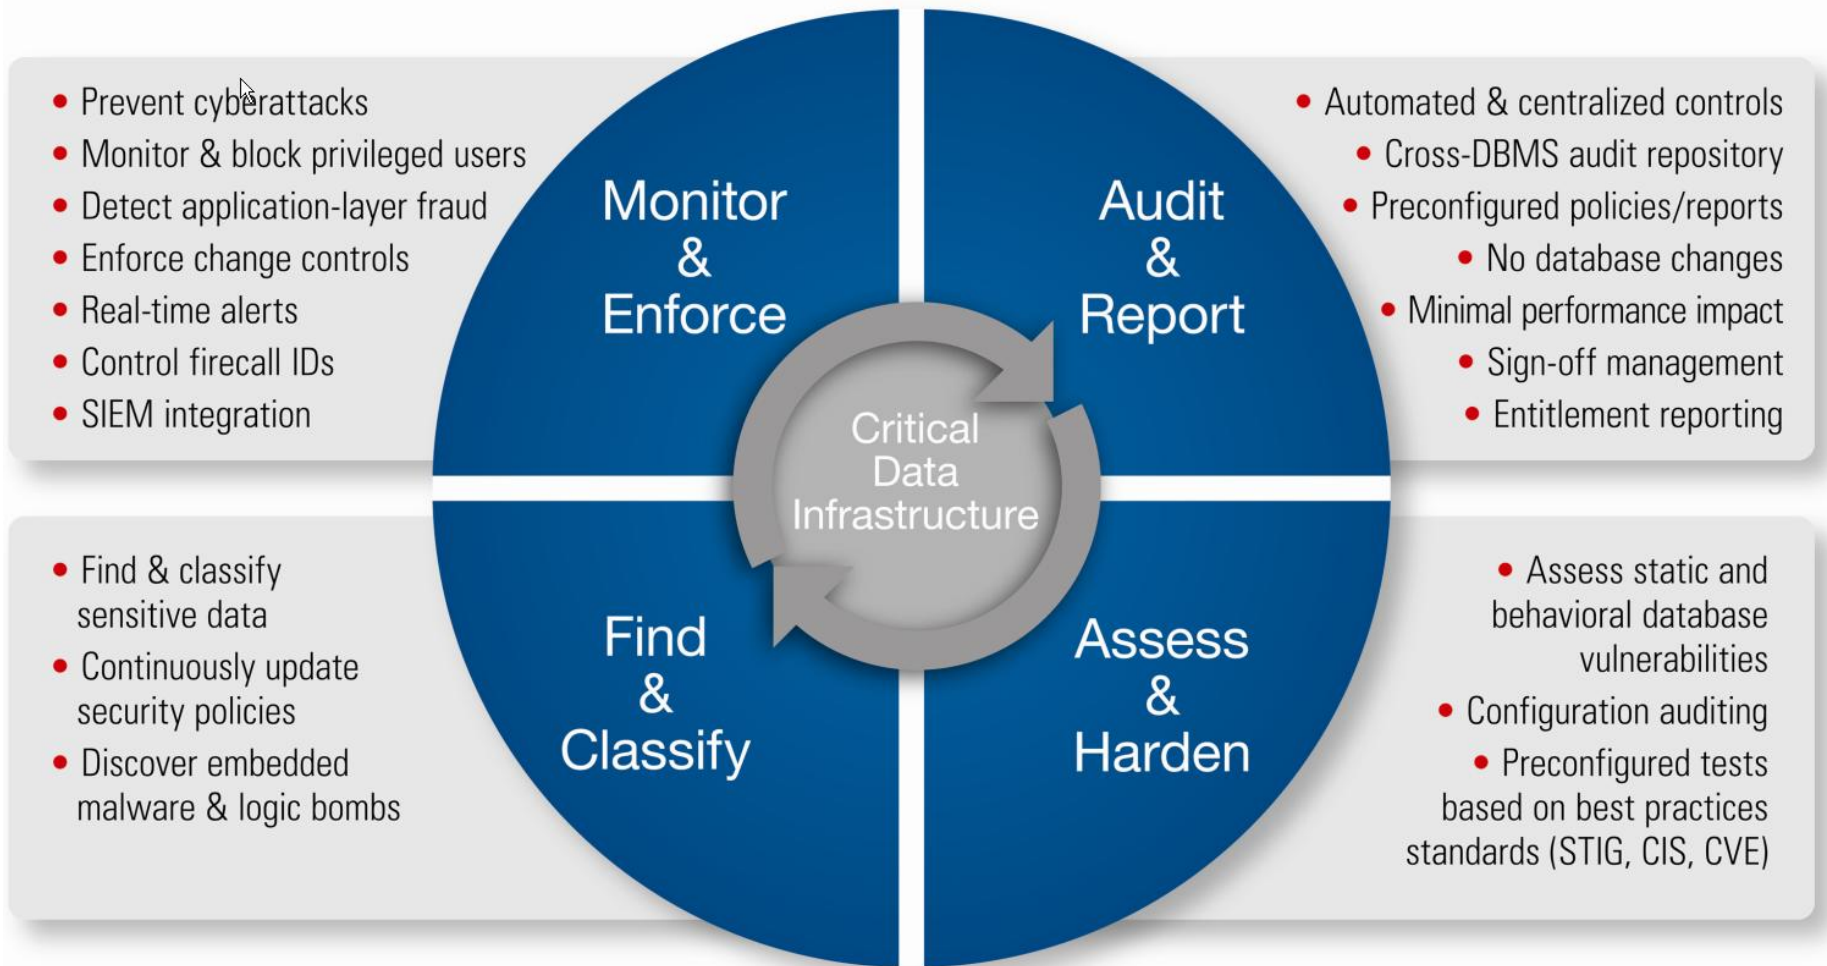 • Prevent cyberattacks
• Monitor & block privileged users
• Detect application-layer fraud
• Enforce change controls
• Real-time alerts
• Control firecall IDs
• SIEM integration
Monitor
&
Enforce
Audit
&
Report
• Automated & centralized controls
• Cross-DBMS audit repository
• Preconfigured policies/reports
• No database changes
• Minimal performance impact
• Sign-off management
• Entitlement reporting
Critical
Data
Infrastructure
• Find & classify
sensitive data
• Continuously update
security policies
• Discover embedded
malware & logic bombs
Find
&
Classify
Assess
&
Harden
• Assess static and
behavioral database
vulnerabilities
• Configuration auditing
• Preconfigured tests
based on best practices
standards (STIG, CIS, CVE)